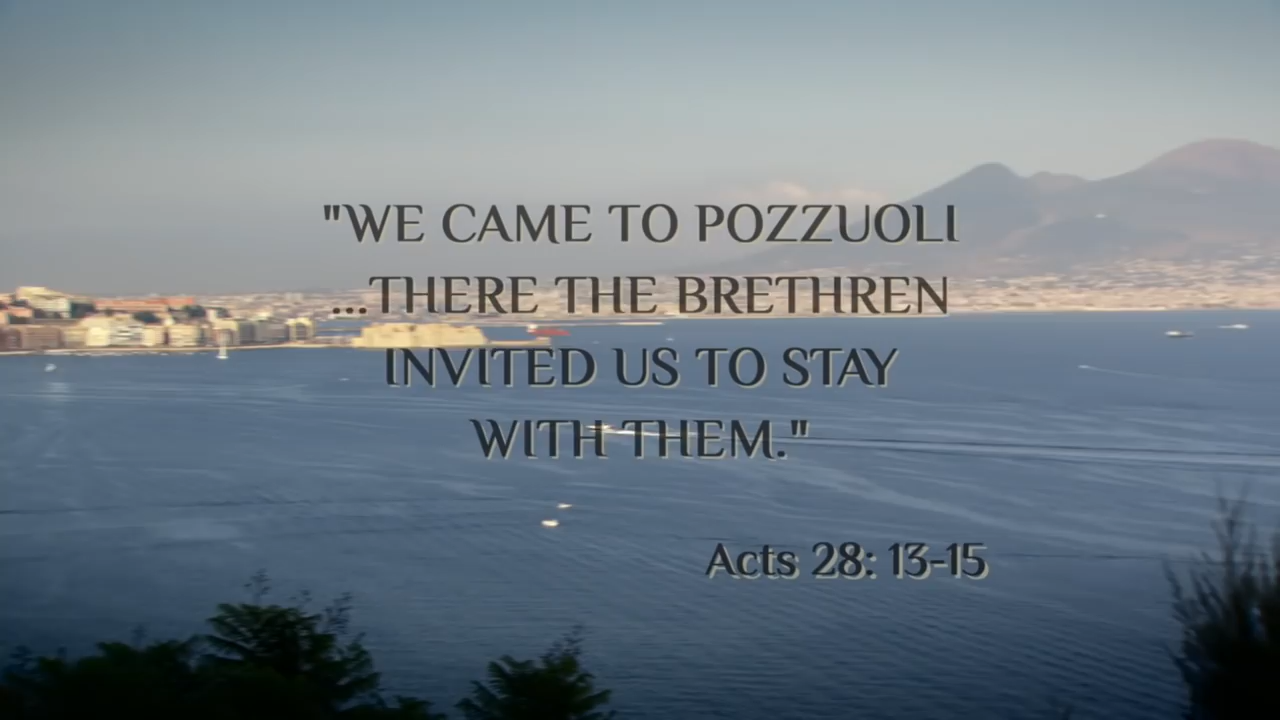 "WE CAME TO POZZUOLI
...THERE THE BRETHREN
INVITED US TO STAY
WITH THEM."
Acts 28: 13-15